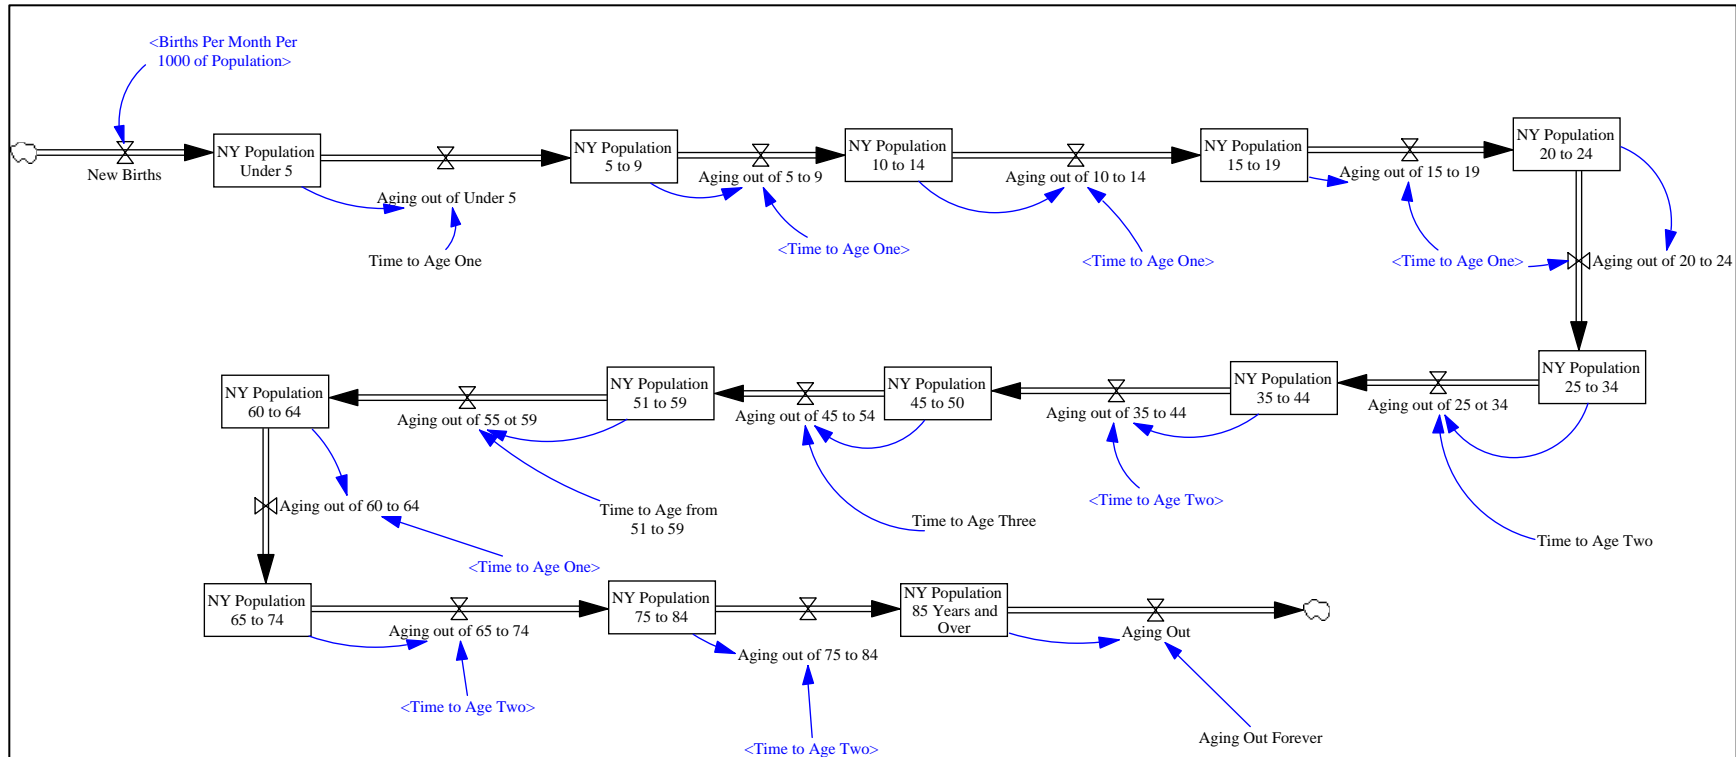 <Births Per Month Per
1000 of Population>
New Births
NY Population
Under 5
Aging out of Under 5
Time to Age One
NY Population
5 to 9
Aging out of 5 to 9
<Time to Age One>
NY Population
10 to 14
Aging out of 10 to 14
<Time to Age One>
NY Population
15 to 19
Aging out of 15 to 19
<Time to Age One>
NY Population
20 to 24
Aging out of 20 to 24
NY Population
25 to 34
Aging out of 25 ot 34
Time to Age Two
NY Population
35 to 44
Aging out of 35 to 44
<Time to Age Two>
NY Population
45 to 50
Aging out of 45 to 54
Time to Age Three
NY Population
51 to 59
Aging out of 55 ot 59
Time to Age from
51 to 59
NY Population
60 to 64
Aging out of 60 to 64
<Time to Age One>
NY Population
65 to 74
Aging out of 65 to 74
<Time to Age Two>
NY Population
75 to 84
Aging out of 75 to 84
<Time to Age Two>
NY Population
85 Years and
Over
Aging Out
Aging Out Forever